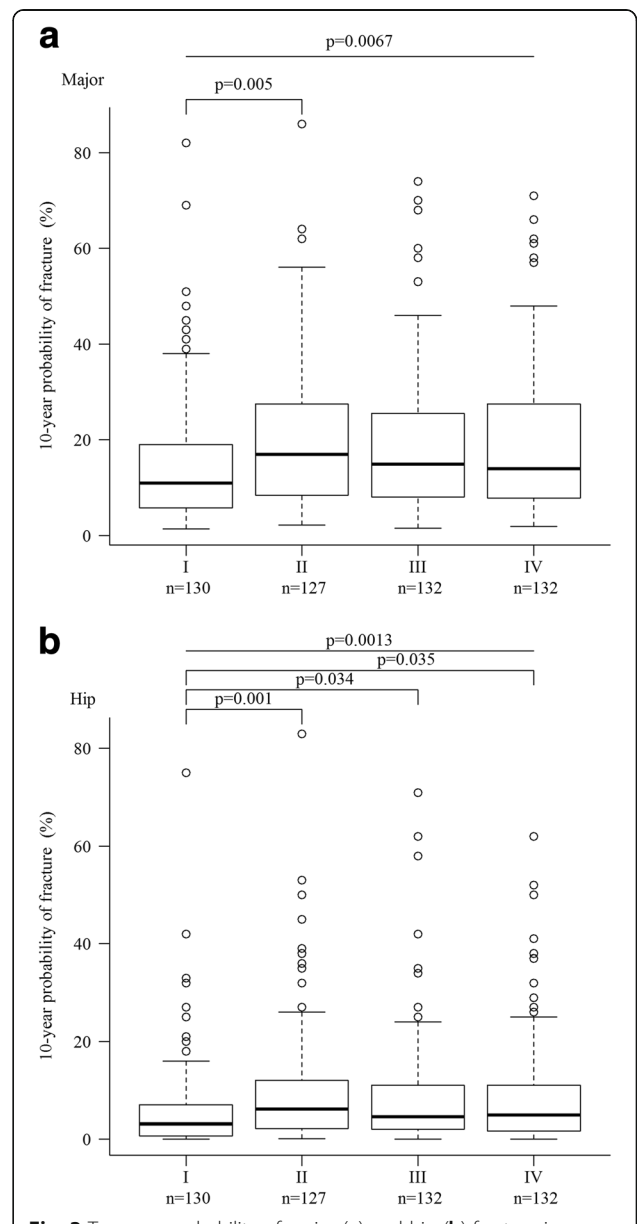 a
p=0.0067
Major
p=0.005
80
60
40
20
0
10-year probability of fracture (%)
I II III IV
n=130 n=127 n=132 n=132
b
p=0.0013
p=0.035
p=0.034
Hip
p=0.001
80
60
40
20
0
10-year probability of fracture (%)
I II III IV
n=130 n=127 n=132 n=132